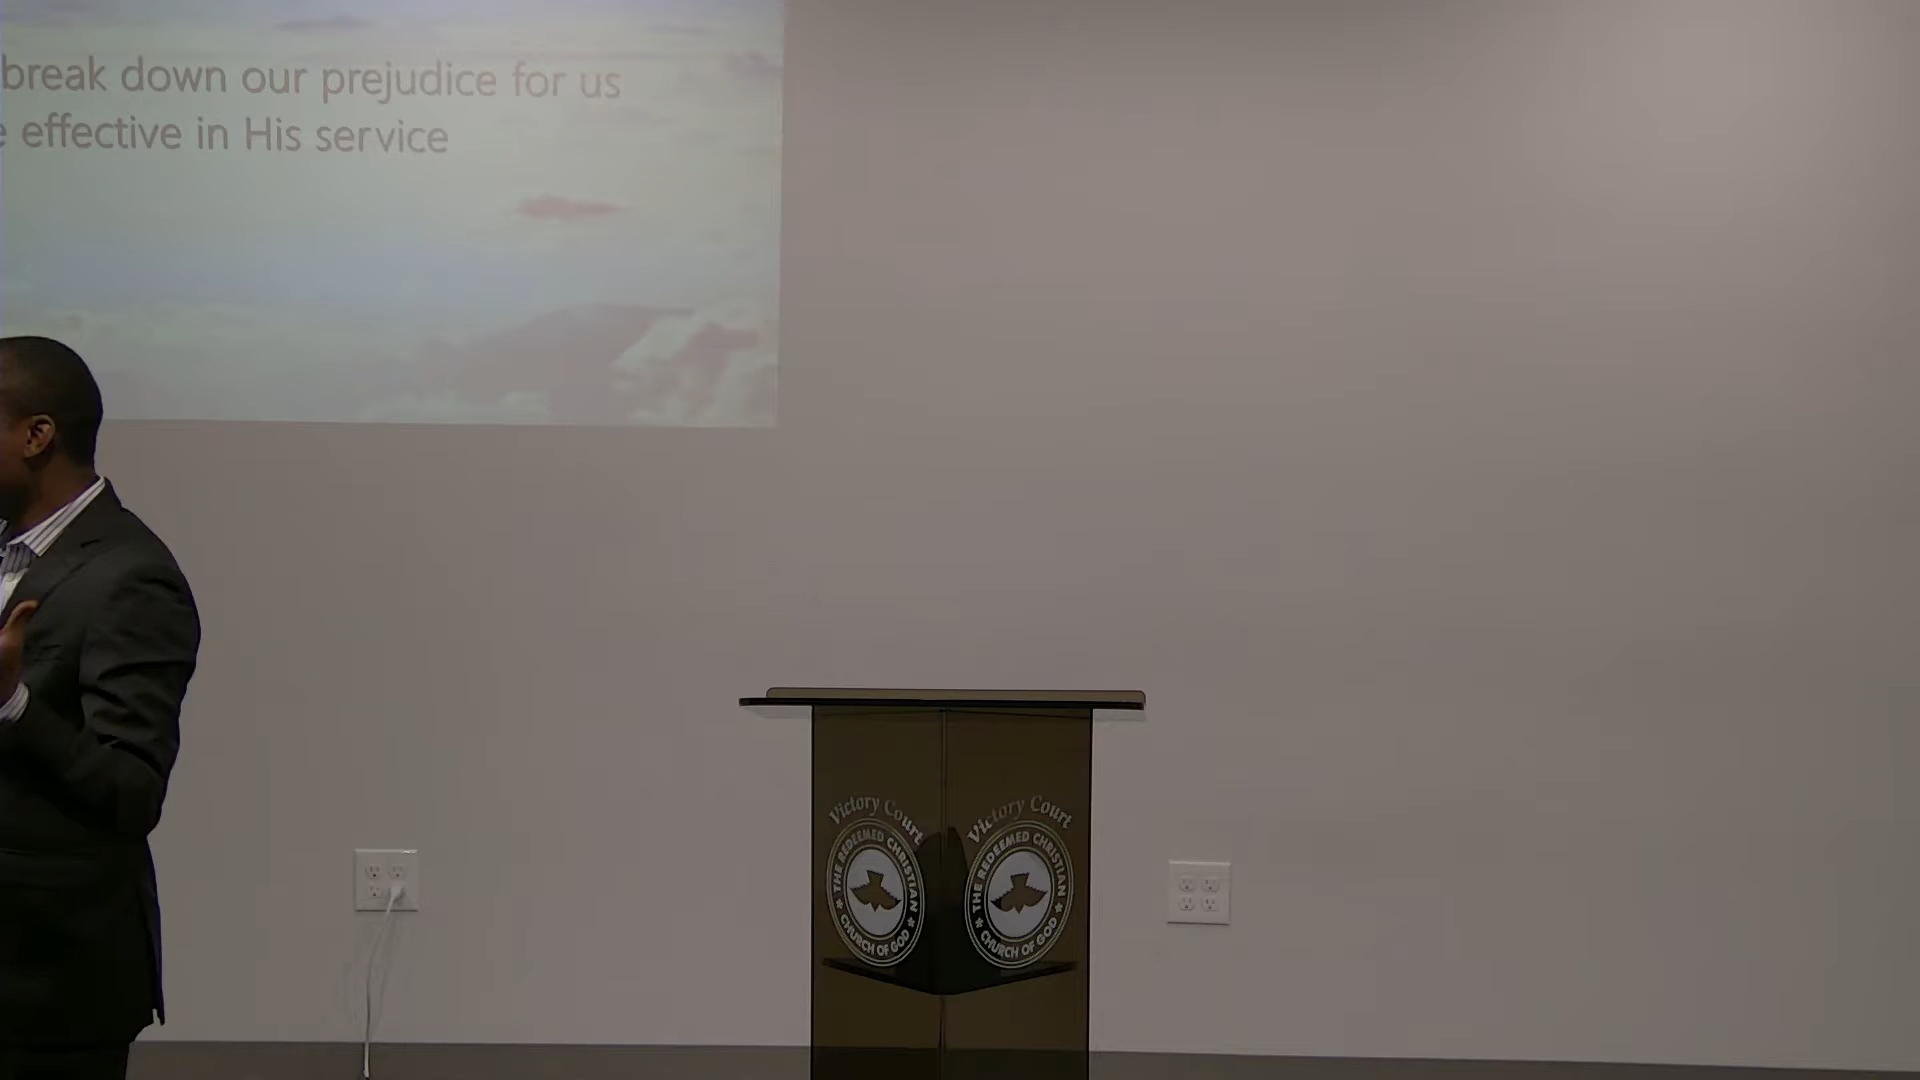 break down our prejudice for us
effective in His service
Victory Court
THE REDEEMED CHRISTIAN
CHURCH OF GOD
Victory Court
THE REDEEMED CHRISTIAN
CHURCH OF GOD